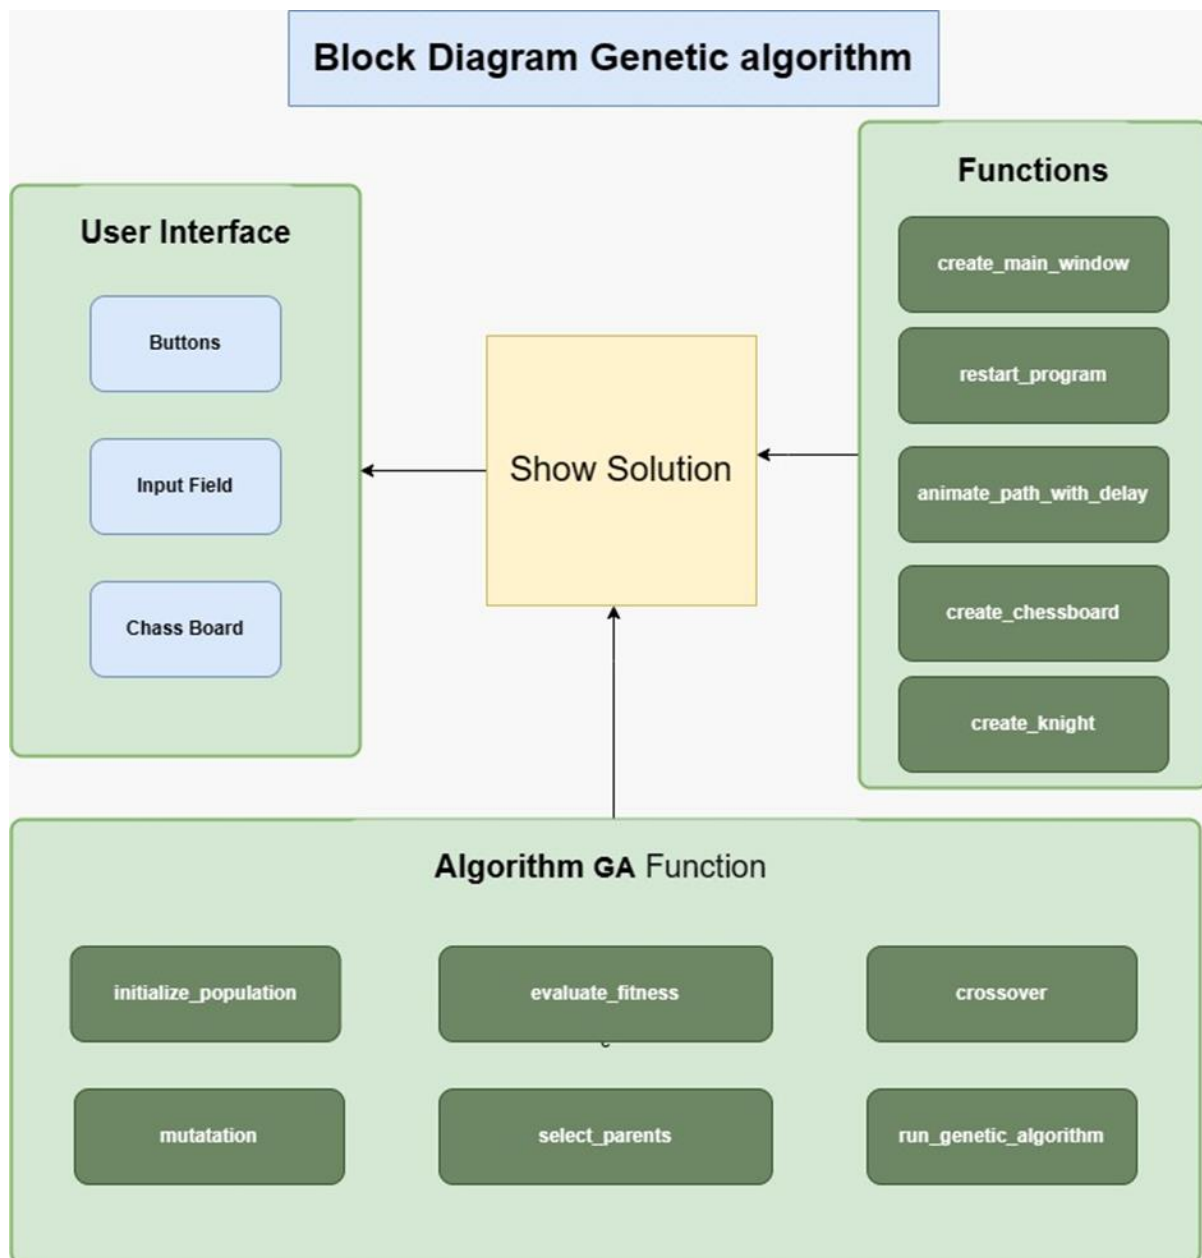 Block Diagram Genetic algorithm
User Interface
Buttons
Input Field
Chass Board
Show Solution
Functions
create_main_window
restart_program
animate_path_with_delay
create_chessboard
create_knight
Algorithm GA Function
initialize_population
evaluate_fitness
crossover
mutatation
select_parents
run_genetic_algorithm